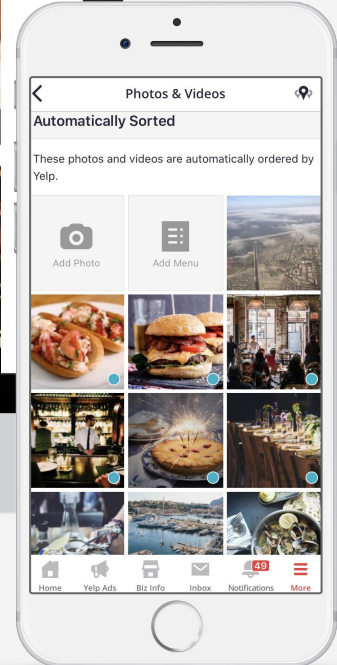 Photos & Videos
Automatically Sorted
These photos and videos are automatically ordered by
Yelp.
Add Photo
Add Menu
49
Home
Yelp Ads
Biz Info
Inbox
Notifications
More